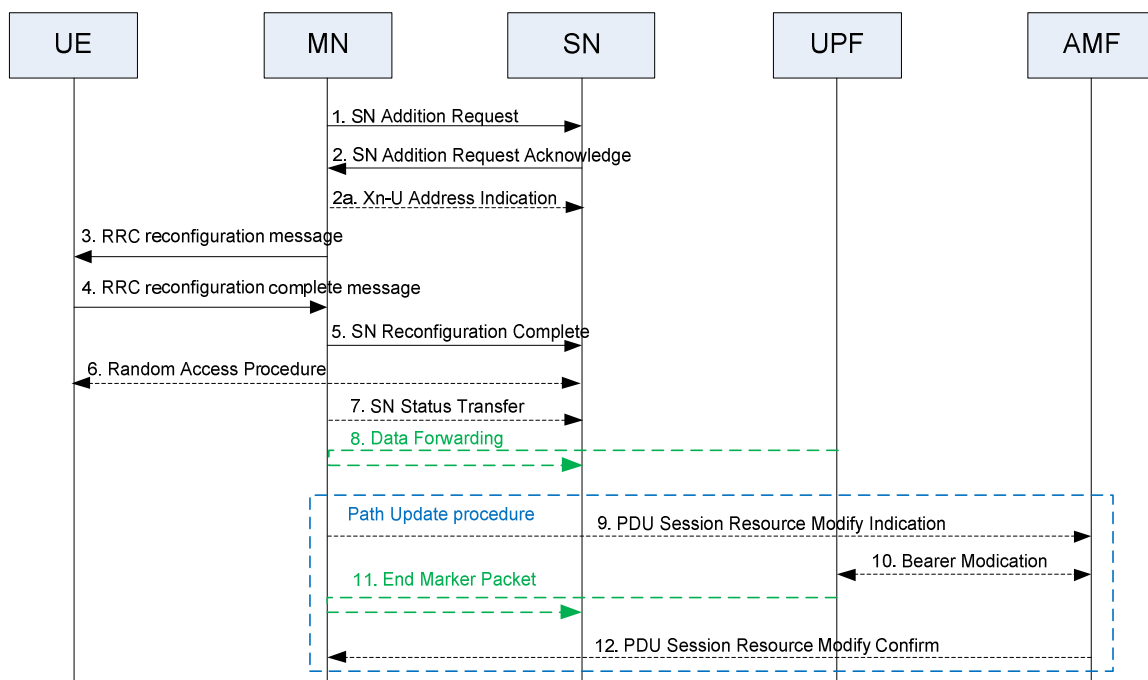 UE
MN
SN
UPF
AMF
1. SN Addition Request
2. SN Addition Request Acknowledge
2a. Xn-U Address Indication
3. RRC reconfiguration message
4. RRC reconfiguration complete message
5. SN Reconfiguration Complete
6. Random Access Procedure
7. SN Status Transfer
8. Data Forwarding
Path Update procedure
9. PDU Session Resource Modify Indication
10. Bearer Modication
11. End Marker Packet
12. PDU Session Resource Modify Confirm